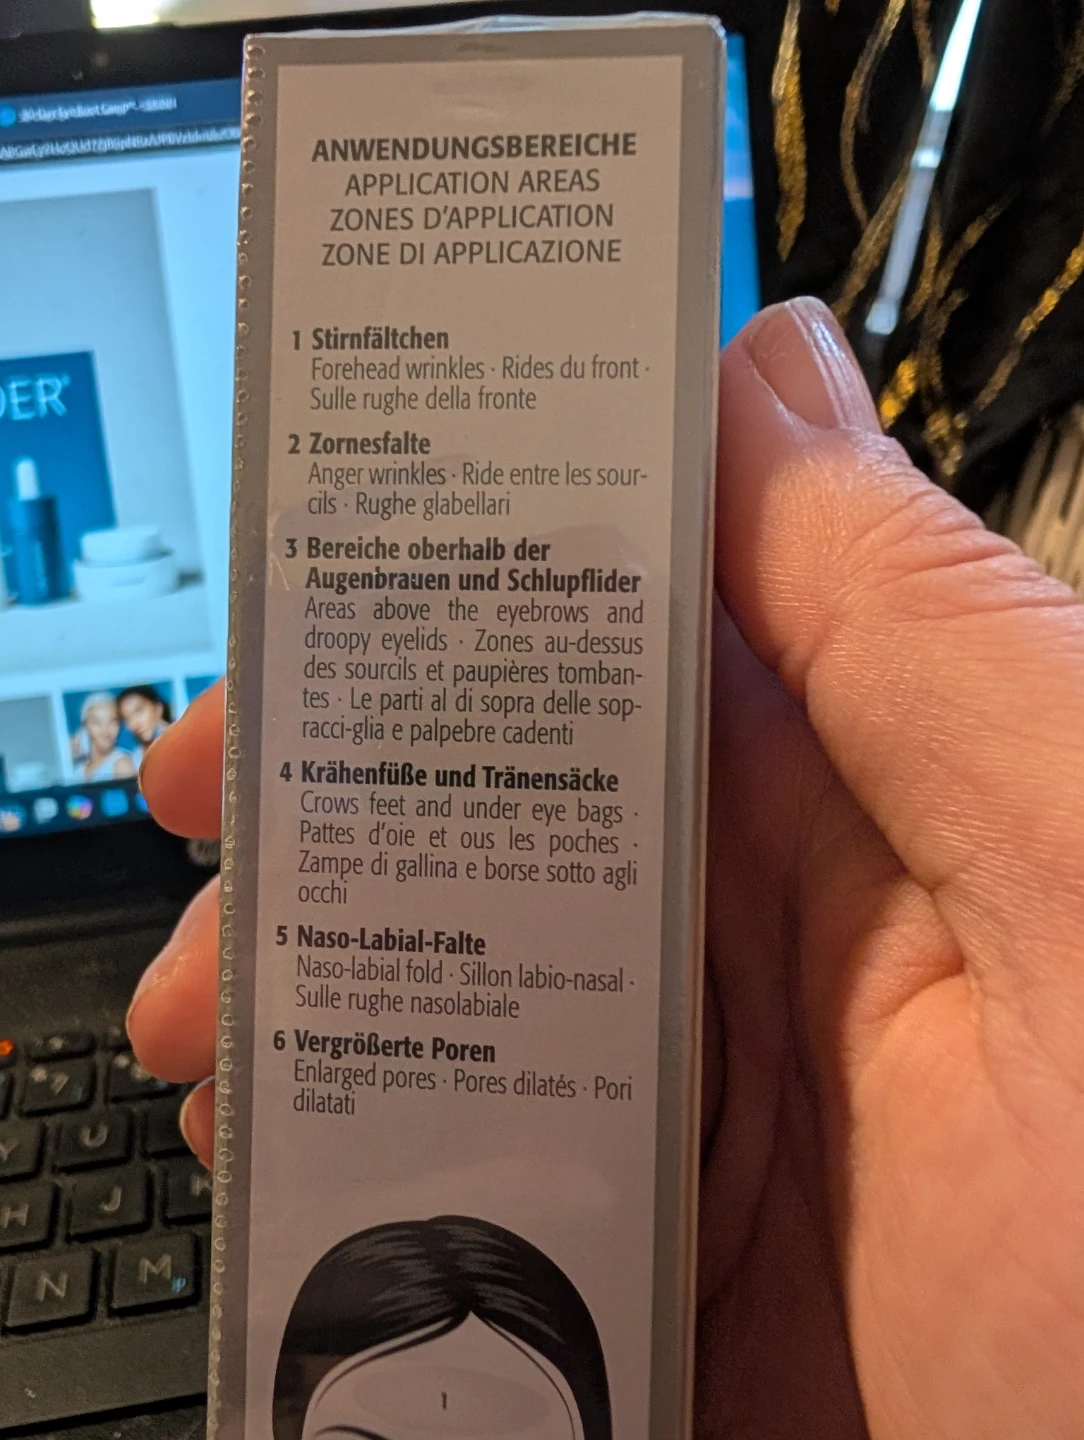 ANWENDUNGSBEREICHE
APPLICATION AREAS
ZONES D'APPLICATION
ZONE DI APPLICAZIONE
1 Stirnfältchen
Forehead wrinkles · Rides du front ·
Sulle rughe della fronte
2 Zornesfalte
Anger wrinkles · Ride entre les sour-
cils · Rughe glabellari
3 Bereiche oberhalb der
Augenbrauen und Schlupflider
Areas above the eyebrows and
droopy eyelids · Zones au-dessus
des sourcils et paupières tomban-
tes · Le parti al di sopra delle sop-
racci-glia e palpebre cadenti
4 Krähenfüße und Tränensäcke
Crows feet and under eye bags ·
Pattes d'oie et ous les poches ·
Zampe di gallina e borse sotto agli
occhi
5 Naso-Labial-Falte
Naso-labial fold · Sillon labio-nasal ·
Sulle rughe nasolabiale
6 Vergrößerte Poren
Enlarged pores · Pores dilatés · Pori
dilatati
1
DER
7
Y U
H J K
N M